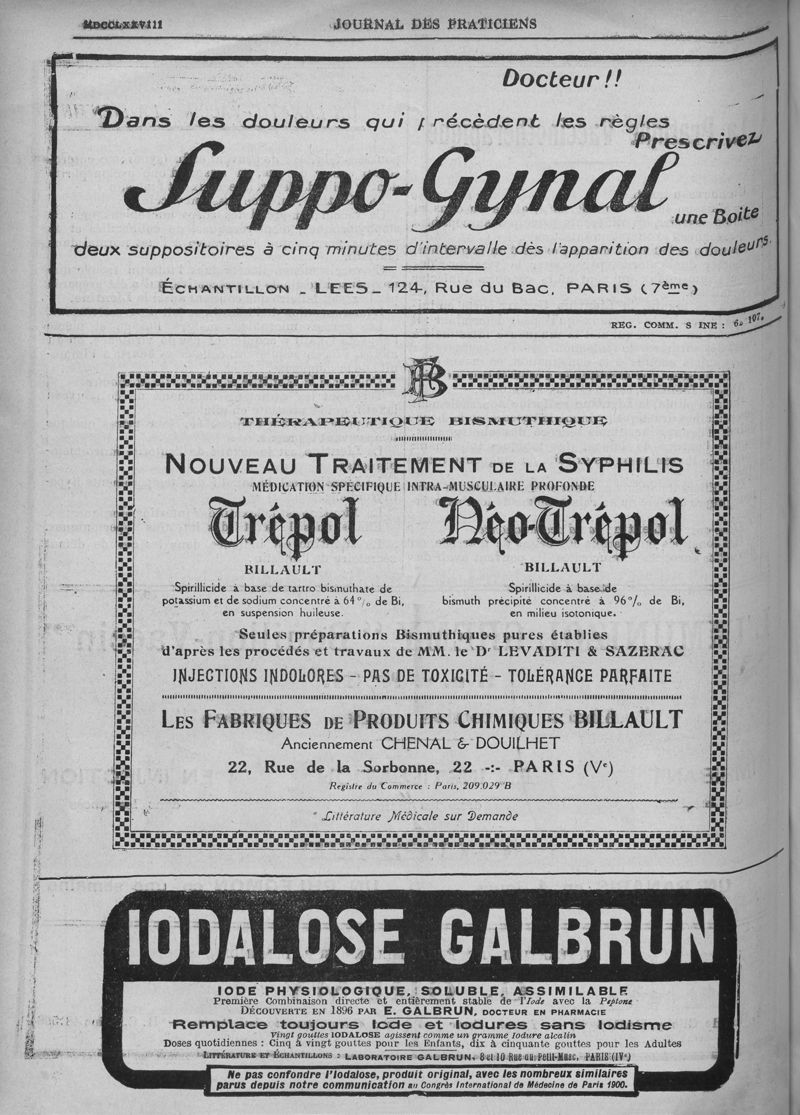 MDCCLXXVIII
JOURNAL DES PRATICIENS
Docteur !!
Dans les douleurs qui précèdent les règles
Prescrivez
Suppo-Gynal
une Boite
deux suppositoires à cinq minutes d'intervalle dès l'apparition des douleurs.
ÉCHANTILLON _ LEES _ 124, Rue du Bac, PARIS (7ème)
REG. COMM. S INE :
THÉRAPEUTIQUE BISMUTHIQUE
NOUVEAU TRAITEMENT DE LA SYPHILIS
MÉDICATION SPÉCIFIQUE INTRA-MUSCULAIRE PROFONDE
Trépol Néo-Trépol
BILLAULT BILLAULT
Spirillicide à base de tartro bismuthate de
potassium et de sodium concentré à 64 % de Bi,
en suspension huileuse.
Spirillicide à base de
bismuth précipité concentré à 96 % de Bi,
en milieu isotonique.
Seules préparations Bismuthiques pures établies
d'après les procédés et travaux de MM. le Dr LEVADITI & SAZERAC
INJECTIONS INDOLORES - PAS DE TOXICITÉ - TOLÉRANCE PARFAITE
LES FABRIQUES DE PRODUITS CHIMIQUES BILLAULT
Anciennement CHENAL & DOUILHET
22, Rue de la Sorbonne, 22 -:- PARIS (Ve)
Registre du Commerce : Paris, 209.029 B
Littérature Médicale sur Demande
IODALOSE GALBRUN
IODE PHYSIOLOGIQUE, SOLUBLE, ASSIMILABLE
Première Combinaison directe et entièrement stable de l'Iode avec la Peptone
DÉCOUVERTE EN 1896 PAR E. GALBRUN, DOCTEUR EN PHARMACIE
Remplace toujours Iode et Iodures sans Iodisme
Vingt gouttes IODALOSE agissent comme un gramme Iodure alcalin
Doses quotidiennes : Cinq à vingt gouttes pour les Enfants, dix à cinquante gouttes pour les Adultes
LITTÉRATURE ET ÉCHANTILLONS : LABORATOIRE GALBRUN, 8 et 10 Rue du Petit-Musc, PARIS (IVe)
Ne pas confondre l'Iodalose, produit original, avec les nombreux similaires
parus depuis notre communication au Congrès International de Médecine de Paris 1900.